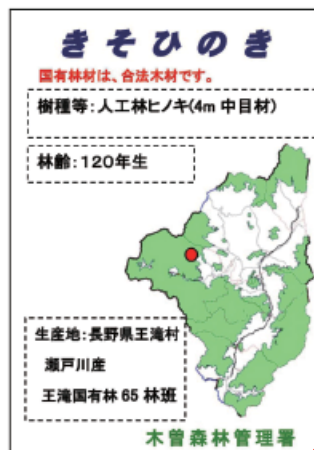 きそひのき
国有林材は、合法木材です。
樹種等:人工林ヒノキ(4m 中目材)
林齢:120年生
生産地:長野県王滝村
瀬戸川産
王滝国有林 65 林班
木曽森林管理署